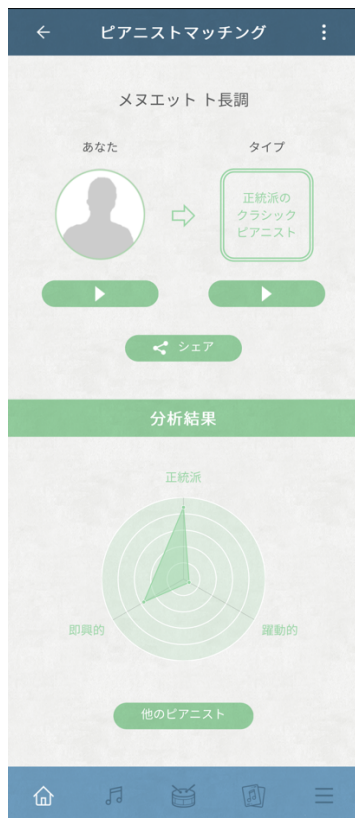 ピアニストマッチング
メヌエット ト長調
あなた
タイプ
正統派の
クラシック
ピアニスト
シェア
分析結果
正統派
即興的
躍動的
他のピアニスト